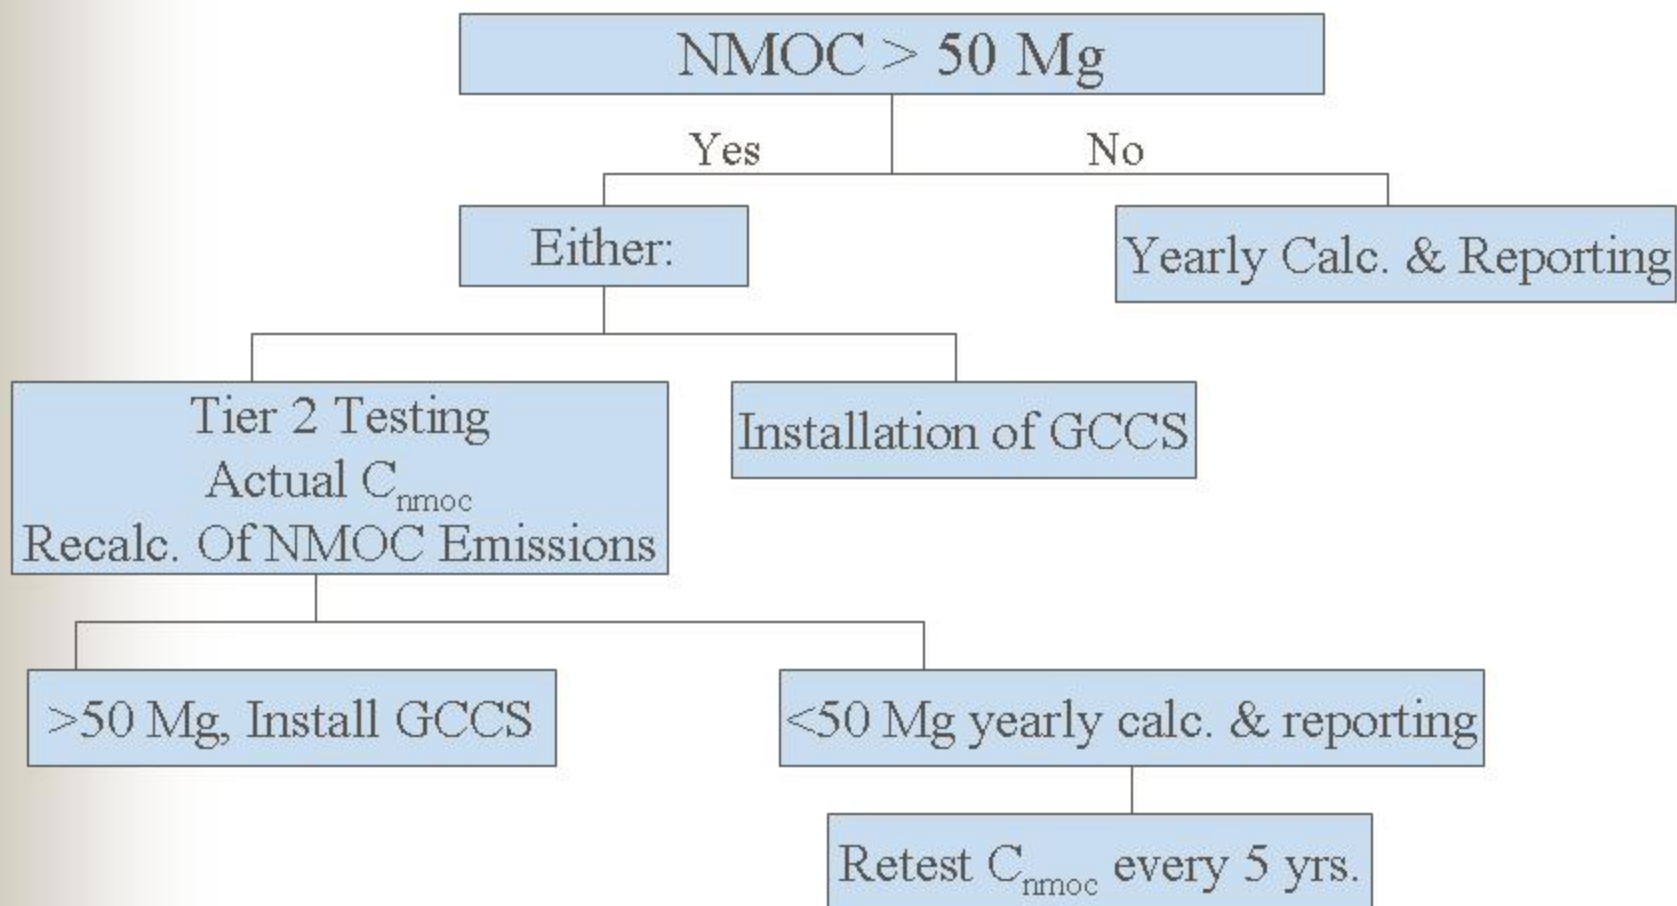 NMOC > 50 Mg
Yes
No
Either:
Yearly Calc. & Reporting
Tier 2 Testing
Actual Cnmoc
Recalc. Of NMOC Emissions
Installation of GCCS
>50 Mg, Install GCCS
<50 Mg yearly calc. & reporting
Retest Cnmoc every 5 yrs.